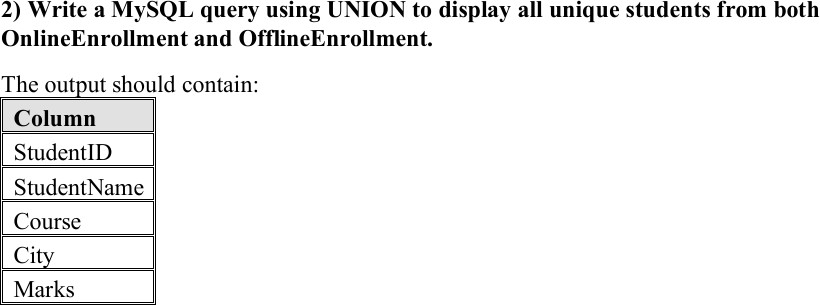 2) Write a MySQL query using UNION to display all unique students from both
OnlineEnrollment and OfflineEnrollment.
The output should contain:
Column
StudentID
StudentName
Course
City
Marks